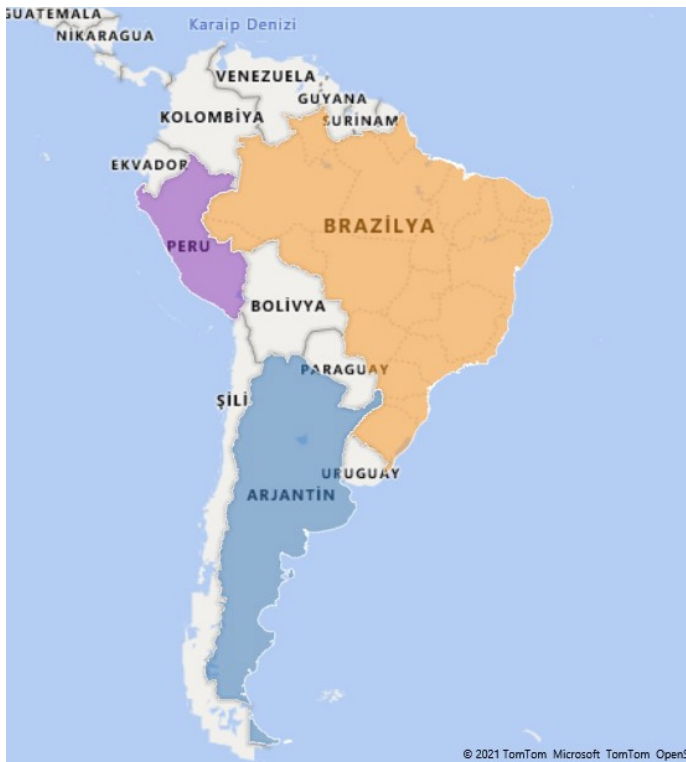 GUATEMALA
Karaip Denizi
NİKARAGUA
VENEZUELA
GUYANA
KOLOMBİYA
SURİNAM
EKVADOR
BRAZİLYA
PERU
BOLİVYA
PARAGUAY
ŞİLİ
URUGUAY
ARJANTİN
© 2021 TomTom Microsoft TomTom OpenS